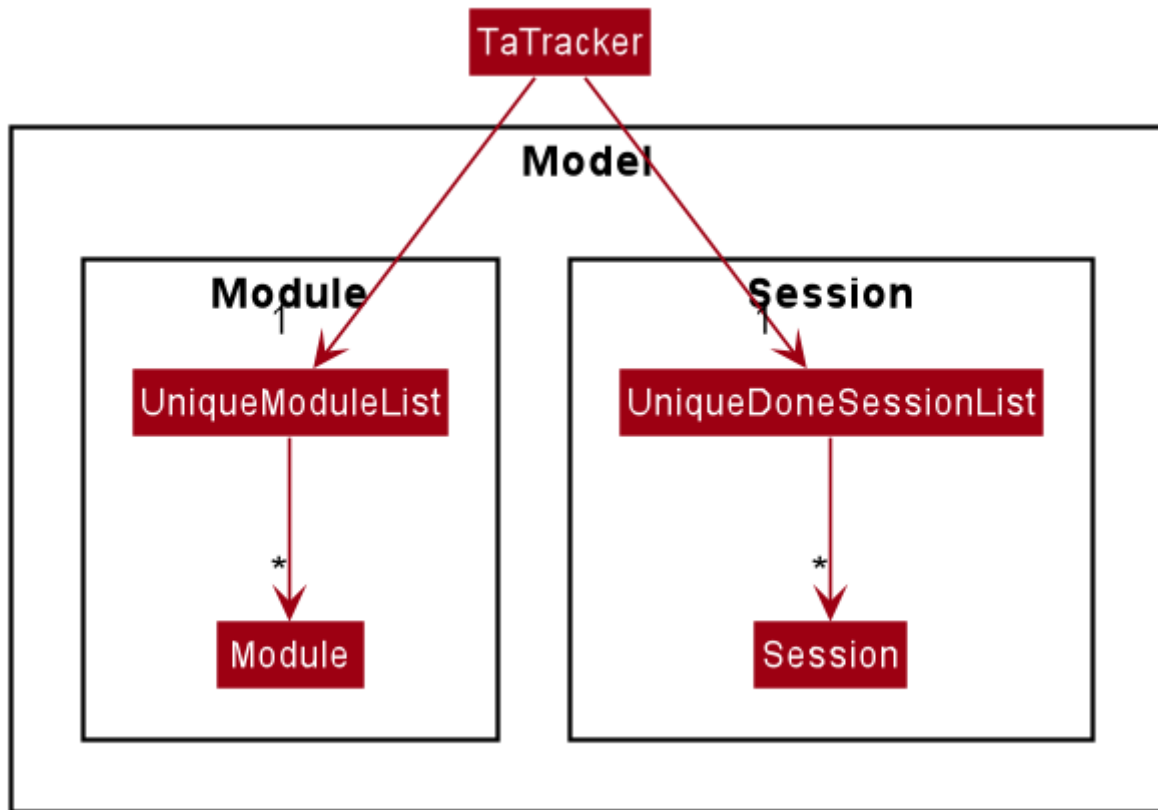 TaTracker
Model
Module
Session
1
1
UniqueModuleList
UniqueDoneSessionList
*
*
Module
Session